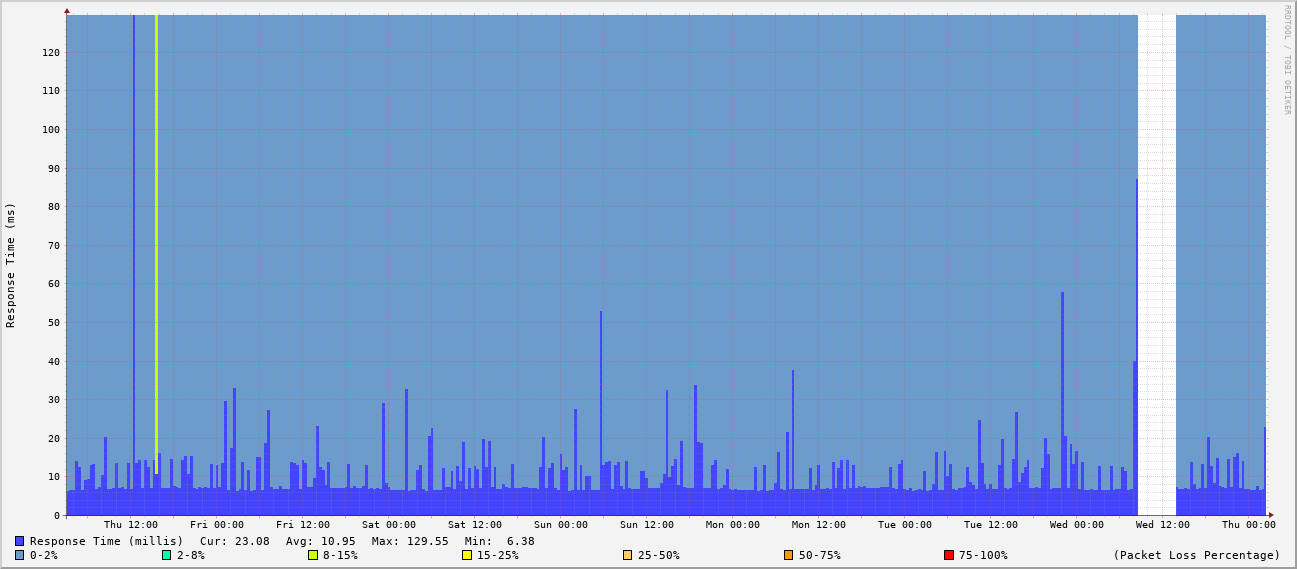 RRDTOOL / TOBI OETIKER
Response Time (ms)
120
110
100
90
80
70
60
50
40
30
20
10
0
Thu 12:00 Fri 00:00 Fri 12:00 Sat 00:00 Sat 12:00 Sun 00:00 Sun 12:00 Mon 00:00 Mon 12:00 Tue 00:00 Tue 12:00 Wed 00:00 Wed 12:00 Thu 00:00
Response Time (millis) Cur: 23.08 Avg: 10.95 Max: 129.55 Min: 6.38
0-2% 2-8% 8-15% 15-25% 25-50% 50-75% 75-100% (Packet Loss Percentage)